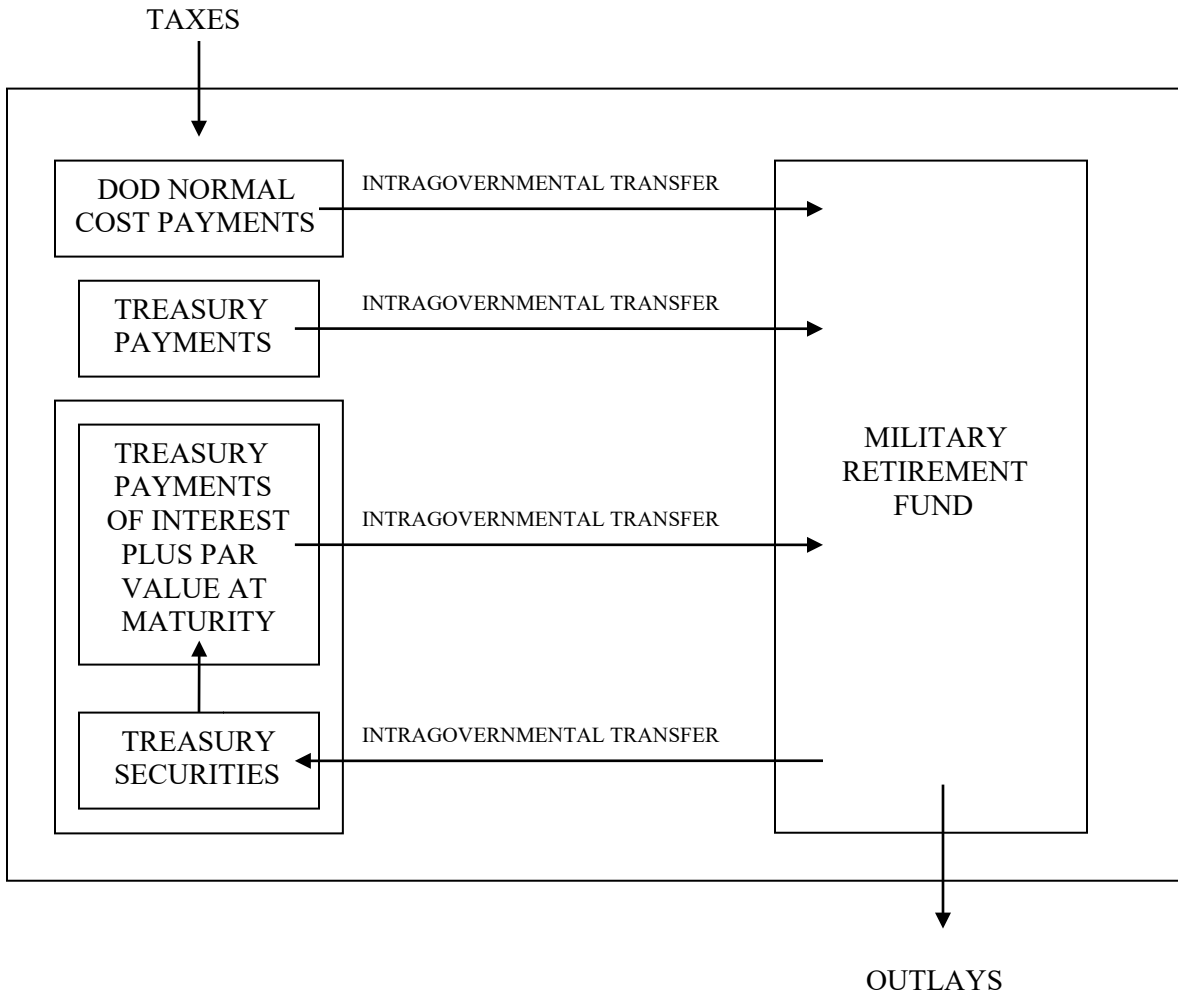 TAXES
DOD NORMAL
COST PAYMENTS
INTRAGOVERNMENTAL TRANSFER
TREASURY
PAYMENTS
INTRAGOVERNMENTAL TRANSFER
TREASURY
PAYMENTS
OF INTEREST
PLUS PAR
VALUE AT
MATURITY
INTRAGOVERNMENTAL TRANSFER
MILITARY
RETIREMENT
FUND
TREASURY
SECURITIES
INTRAGOVERNMENTAL TRANSFER
OUTLAYS